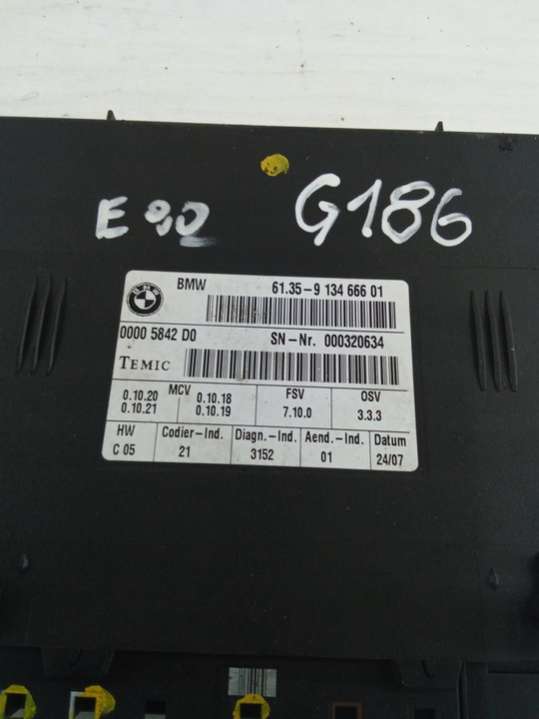 E90 G186
BMW 61.35-9 134 666 01
0000 5842 D0 SN-Nr. 000320634
TEMIC
MCV FSV OSV
0.10.20 0.10.18 7.10.0 3.3.3
0.10.21 0.10.19
HW Codier-Ind. Diagn.-Ind. Aend.-Ind. Datum
C 05 21 3152 01 24/07